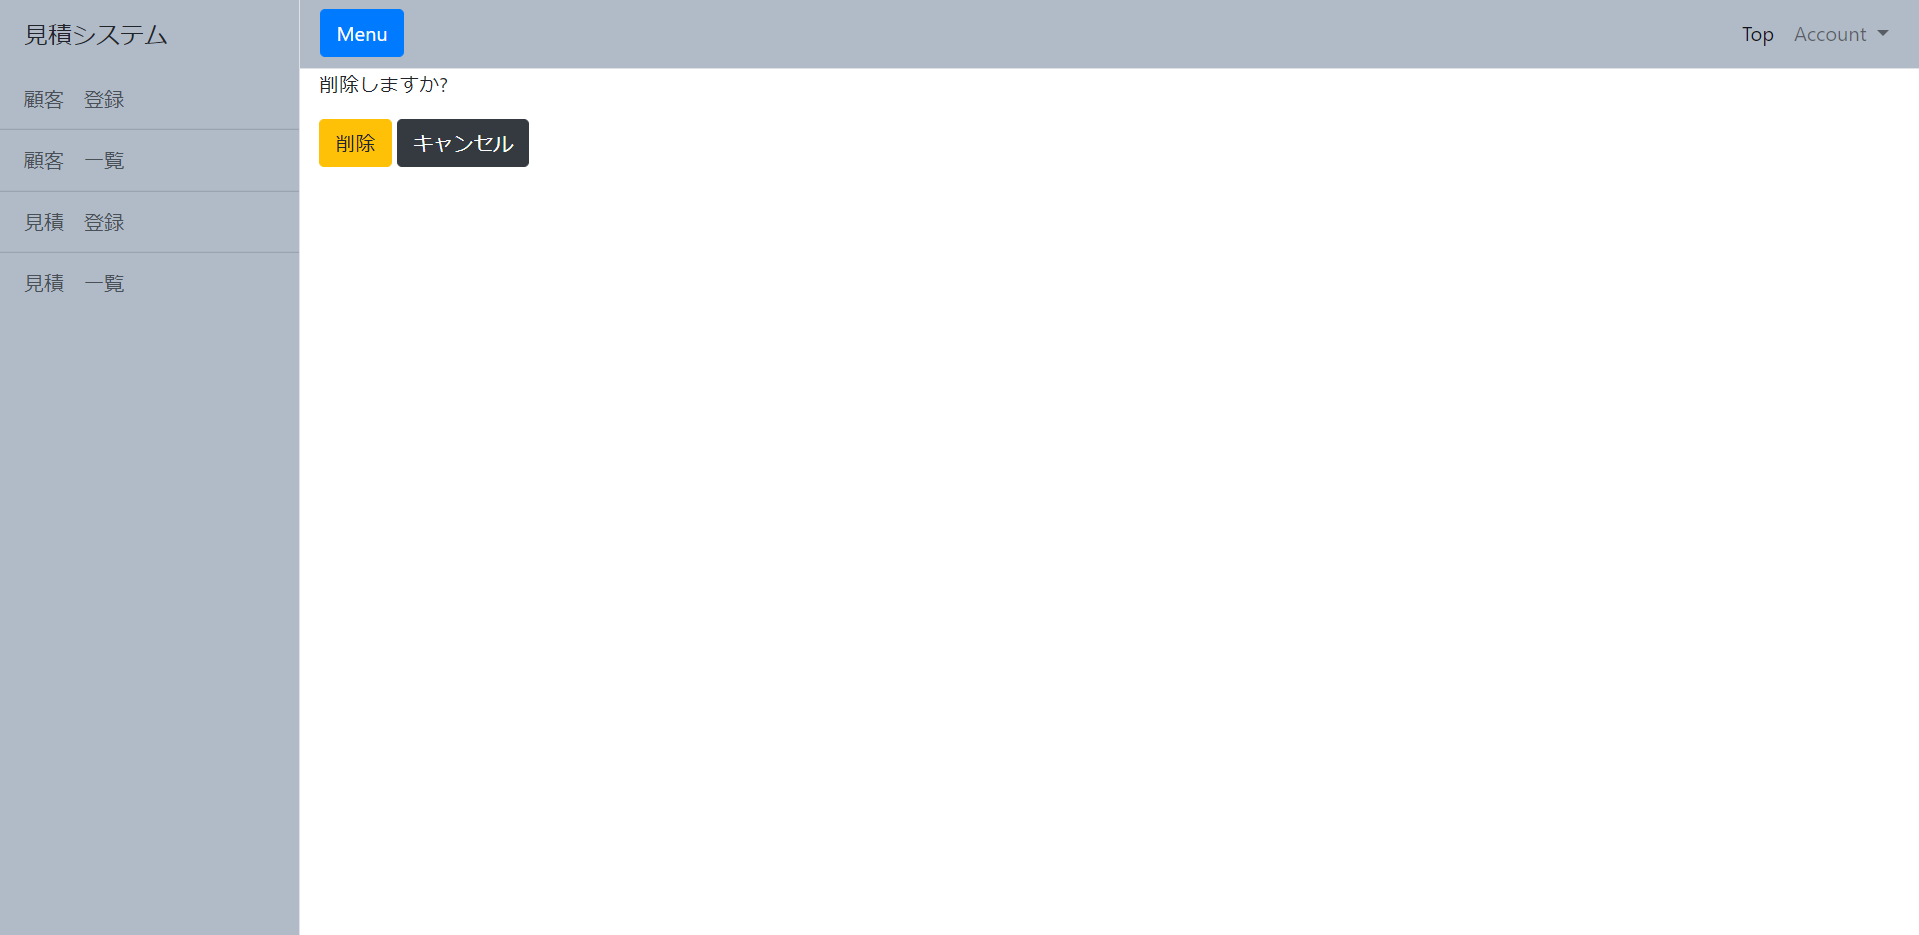 見積システム
顧客　登録
顧客　一覧
見積　登録
見積　一覧
Menu
Top
Account
削除しますか?
削除
キャンセル